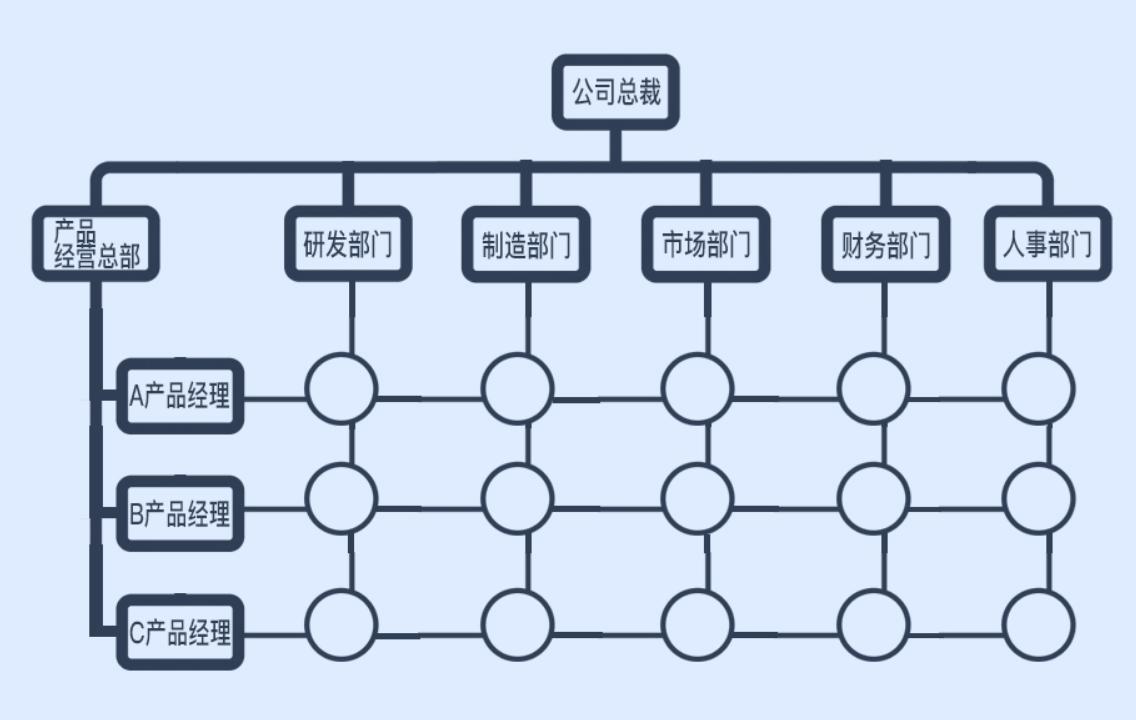 公司总裁
产品
经营总部
研发部门
制造部门
市场部门
财务部门
人事部门
A产品经理
B产品经理
C产品经理